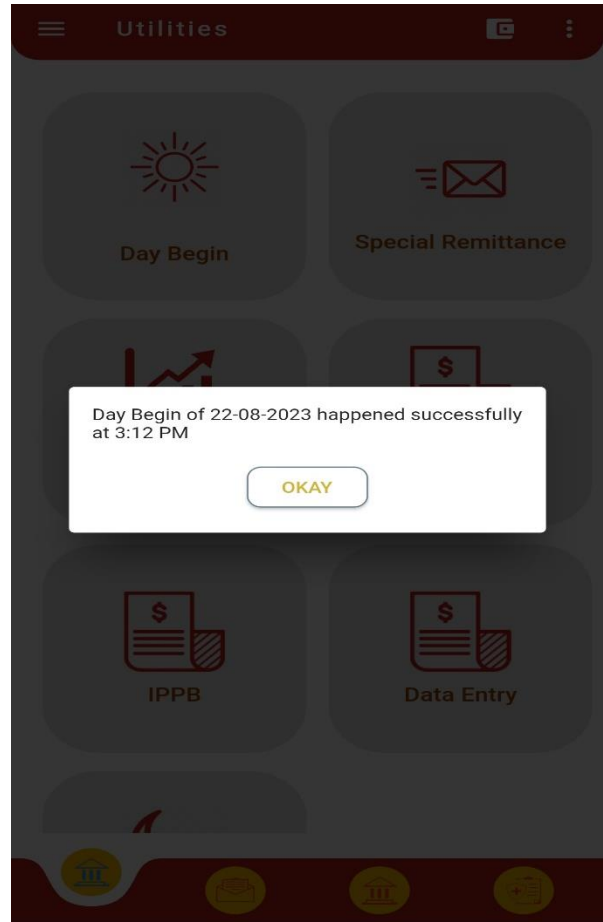 Utilities
Day Begin
Special Remittance
$
Day Begin of 22-08-2023 happened successfully
at 3:12 PM
OKAY
$
$
IPPB
Data Entry